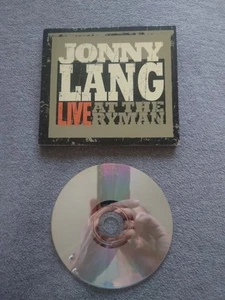 JONNY
LANG
LIVE AT THE
RYMAN